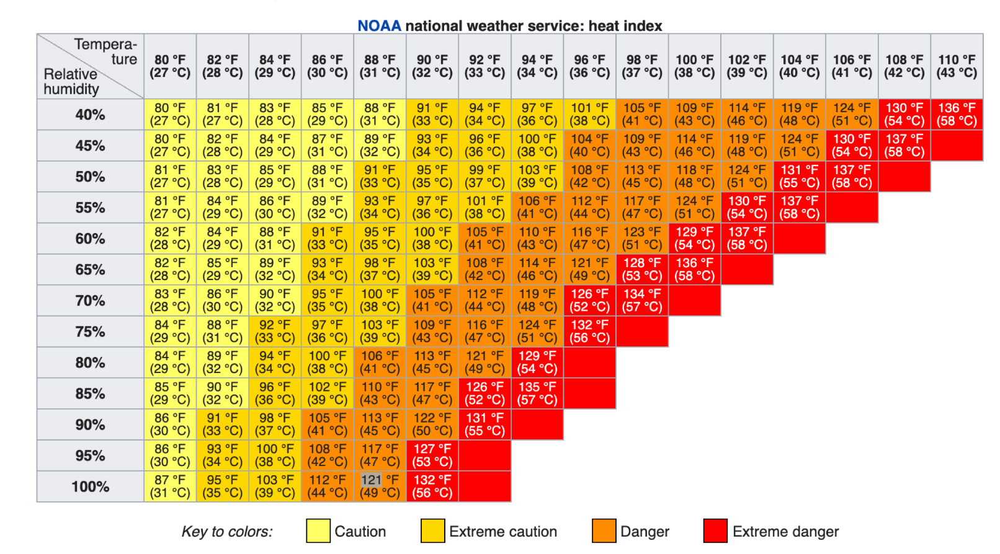 NOAA national weather service: heat index
Tempera-
ture
Relative
humidity
80 °F 82 °F 84 °F 86 °F 88 °F 90 °F 92 °F 94 °F 96 °F 98 °F 100 °F 102 °F 104 °F 106 °F 108 °F 110 °F
(27 °C) (28 °C) (29 °C) (30 °C) (31 °C) (32 °C) (33 °C) (34 °C) (36 °C) (37 °C) (38 °C) (39 °C) (40 °C) (41 °C) (42 °C) (43 °C)
40%
80 °F 81 °F 83 °F 85 °F 88 °F 91 °F 94 °F 97 °F 101 °F 105 °F 109 °F 114 °F 119 °F 124 °F 130 °F 136 °F
(27 °C) (27 °C) (28 °C) (29 °C) (31 °C) (33 °C) (34 °C) (36 °C) (38 °C) (41 °C) (43 °C) (46 °C) (48 °C) (51 °C) (54 °C) (58 °C)
45%
80 °F 82 °F 84 °F 87 °F 89 °F 93 °F 96 °F 100 °F 104 °F 109 °F 114 °F 119 °F 124 °F 130 °F 137 °F
(27 °C) (28 °C) (29 °C) (31 °C) (32 °C) (34 °C) (36 °C) (38 °C) (40 °C) (43 °C) (46 °C) (48 °C) (51 °C) (54 °C) (58 °C)
50%
81 °F 83 °F 85 °F 88 °F 91 °F 95 °F 99 °F 103 °F 108 °F 113 °F 118 °F 124 °F 131 °F 137 °F
(27 °C) (28 °C) (29 °C) (31 °C) (33 °C) (35 °C) (37 °C) (39 °C) (42 °C) (45 °C) (48 °C) (51 °C) (55 °C) (58 °C)
55%
81 °F 84 °F 86 °F 89 °F 93 °F 97 °F 101 °F 106 °F 112 °F 117 °F 124 °F 130 °F 137 °F
(27 °C) (29 °C) (30 °C) (32 °C) (34 °C) (36 °C) (38 °C) (41 °C) (44 °C) (47 °C) (51 °C) (54 °C) (58 °C)
60%
82 °F 84 °F 88 °F 91 °F 95 °F 100 °F 105 °F 110 °F 116 °F 123 °F 129 °F 137 °F
(28 °C) (29 °C) (31 °C) (33 °C) (35 °C) (38 °C) (41 °C) (43 °C) (47 °C) (51 °C) (54 °C) (58 °C)
65%
82 °F 85 °F 89 °F 93 °F 98 °F 103 °F 108 °F 114 °F 121 °F 128 °F 136 °F
(28 °C) (29 °C) (32 °C) (34 °C) (37 °C) (39 °C) (42 °C) (46 °C) (49 °C) (53 °C) (58 °C)
70%
83 °F 86 °F 90 °F 95 °F 100 °F 105 °F 112 °F 119 °F 126 °F 134 °F
(28 °C) (30 °C) (32 °C) (35 °C) (38 °C) (41 °C) (44 °C) (48 °C) (52 °C) (57 °C)
75%
84 °F 88 °F 92 °F 97 °F 103 °F 109 °F 116 °F 124 °F 132 °F
(29 °C) (31 °C) (33 °C) (36 °C) (39 °C) (43 °C) (47 °C) (51 °C) (56 °C)
80%
84 °F 89 °F 94 °F 100 °F 106 °F 113 °F 121 °F 129 °F
(29 °C) (32 °C) (34 °C) (38 °C) (41 °C) (45 °C) (49 °C) (54 °C)
85%
85 °F 90 °F 96 °F 102 °F 110 °F 117 °F 126 °F 135 °F
(29 °C) (32 °C) (36 °C) (39 °C) (43 °C) (47 °C) (52 °C) (57 °C)
90%
86 °F 91 °F 98 °F 105 °F 113 °F 122 °F 131 °F
(30 °C) (33 °C) (37 °C) (41 °C) (45 °C) (50 °C) (55 °C)
95%
86 °F 93 °F 100 °F 108 °F 117 °F 127 °F
(30 °C) (34 °C) (38 °C) (42 °C) (47 °C) (53 °C)
100%
87 °F 95 °F 103 °F 112 °F 121 °F 132 °F
(31 °C) (35 °C) (39 °C) (44 °C) (49 °C) (56 °C)
Key to colors: Caution Extreme caution Danger Extreme danger